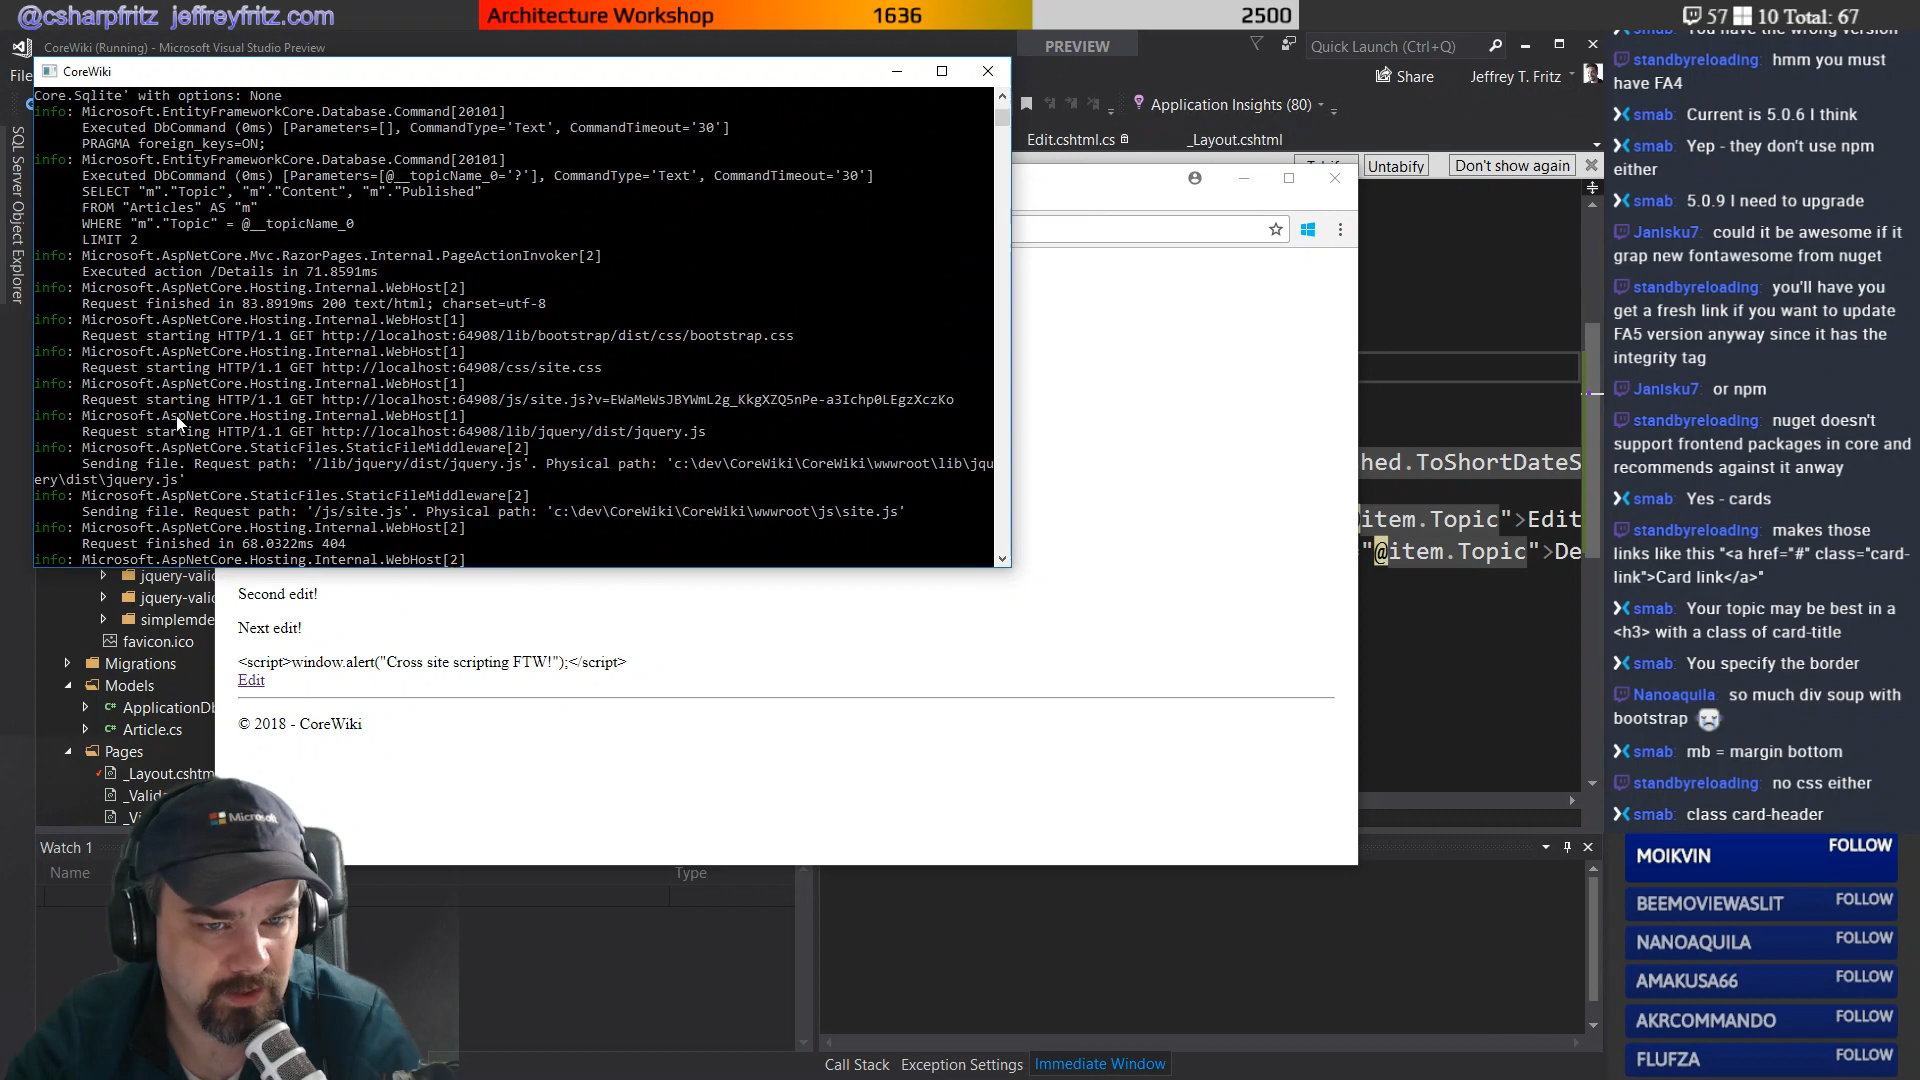 @csharpfritz jeffreyfritz.com
Architecture Workshop 1636 2500
57 10 Total: 67
CoreWiki (Running) - Microsoft Visual Studio Preview
PREVIEW
Quick Launch (Ctrl+Q)
File
Share
Jeffrey T. Fritz
Application Insights (80)
Edit.cshtml.cs
_Layout.cshtml
Untabify
Don't show again
SQL Server Object Explorer
CoreWiki
Core.Sqlite' with options: None
info: Microsoft.EntityFrameworkCore.Database.Command[20101]
Executed DbCommand (0ms) [Parameters=[], CommandType='Text', CommandTimeout='30']
PRAGMA foreign_keys=ON;
info: Microsoft.EntityFrameworkCore.Database.Command[20101]
Executed DbCommand (0ms) [Parameters=[@__topicName_0='?'], CommandType='Text', CommandTimeout='30']
SELECT "m"."Topic", "m"."Content", "m"."Published"
FROM "Articles" AS "m"
WHERE "m"."Topic" = @__topicName_0
LIMIT 2
info: Microsoft.AspNetCore.Mvc.RazorPages.Internal.PageActionInvoker[2]
Executed action /Details in 71.8591ms
info: Microsoft.AspNetCore.Hosting.Internal.WebHost[2]
Request finished in 83.8919ms 200 text/html; charset=utf-8
info: Microsoft.AspNetCore.Hosting.Internal.WebHost[1]
Request starting HTTP/1.1 GET http://localhost:64908/lib/bootstrap/dist/css/bootstrap.css
info: Microsoft.AspNetCore.Hosting.Internal.WebHost[1]
Request starting HTTP/1.1 GET http://localhost:64908/css/site.css
info: Microsoft.AspNetCore.Hosting.Internal.WebHost[1]
Request starting HTTP/1.1 GET http://localhost:64908/js/site.js?v=EWaMeWsJBYWmL2g_KkgXZQ5nPe-a3Ichp0LEgzXczKo
info: Microsoft.AspNetCore.Hosting.Internal.WebHost[1]
Request starting HTTP/1.1 GET http://localhost:64908/lib/jquery/dist/jquery.js
info: Microsoft.AspNetCore.StaticFiles.StaticFileMiddleware[2]
Sending file. Request path: '/lib/jquery/dist/jquery.js'. Physical path: 'c:\dev\CoreWiki\CoreWiki\wwwroot\lib\jqu
ery\dist\jquery.js'
info: Microsoft.AspNetCore.StaticFiles.StaticFileMiddleware[2]
Sending file. Request path: '/js/site.js'. Physical path: 'c:\dev\CoreWiki\CoreWiki\wwwroot\js\site.js'
info: Microsoft.AspNetCore.Hosting.Internal.WebHost[2]
Request finished in 68.0322ms 404
info: Microsoft.AspNetCore.Hosting.Internal.WebHost[2]
hed.ToShortDateS
item.Topic">Edit
"@item.Topic">De
jquery-valid
jquery-valid
simplemde
favicon.ico
Migrations
Models
ApplicationDb
Article.cs
Pages
_Layout.cshtm
_Valid
_Vi
Second edit!
Next edit!
<script>window.alert("Cross site scripting FTW!");</script>
Edit
© 2018 - CoreWiki
Watch 1
Name
Type
Call Stack
Exception Settings
Immediate Window
Microsoft
smab: You have the wrong version
standbyreloading: hmm you must
have FA4
smab: Current is 5.0.6 I think
smab: Yep - they don't use npm
either
smab: 5.0.9 I need to upgrade
Janisku7: could it be awesome if it
grap new fontawesome from nuget
standbyreloading: you'll have you
get a fresh link if you want to update
FA5 version anyway since it has the
integrity tag
Janisku7: or npm
standbyreloading: nuget doesn't
support frontend packages in core and
recommends against it anway
smab: Yes - cards
standbyreloading: makes those
links like this "<a href="#" class="card-
link">Card link</a>"
smab: Your topic may be best in a
<h3> with a class of card-title
smab: You specify the border
Nanoaquila: so much div soup with
bootstrap
smab: mb = margin bottom
standbyreloading: no css either
smab: class card-header
MOIKVIN FOLLOW
BEEMOVIEWASLIT FOLLOW
NANOAQUILA FOLLOW
AMAKUSA66 FOLLOW
AKRCOMMANDO FOLLOW
FLUFZA FOLLOW